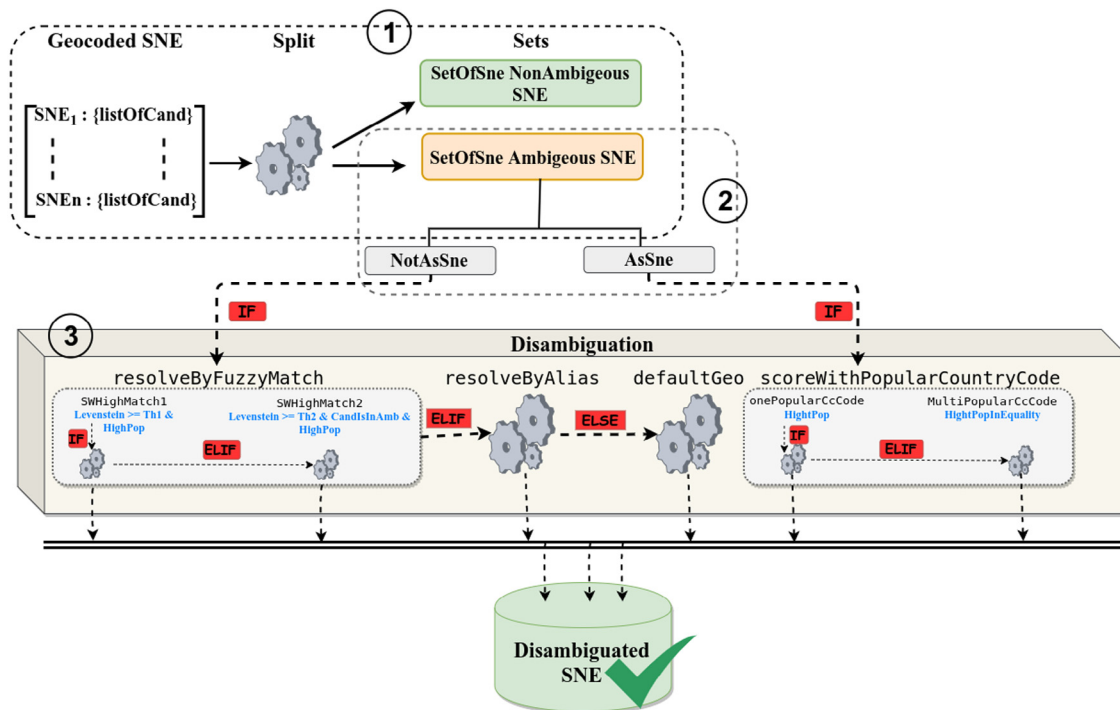 Geocoded SNE
Split
1
Sets
SetOfSne NonAmbigeous
SNE
SNE1 : {listOfCand}
SNEn : {listOfCand}
SetOfSne Ambigeous SNE
2
NotAsSne
AsSne
IF
IF
3
Disambiguation
resolveByFuzzyMatch
resolveByAlias
defaultGeo
scoreWithPopularCountryCode
SWHighMatch1
Levenstein >= Th1 &
HighPop
SWHighMatch2
Levenstein >= Th2 & CandIsInAmb &
HighPop
IF
ELIF
ELIF
ELSE
onePopularCcCode
HightPop
MultiPopularCcCode
HightPopInEquality
IF
ELIF
Disambiguated
SNE